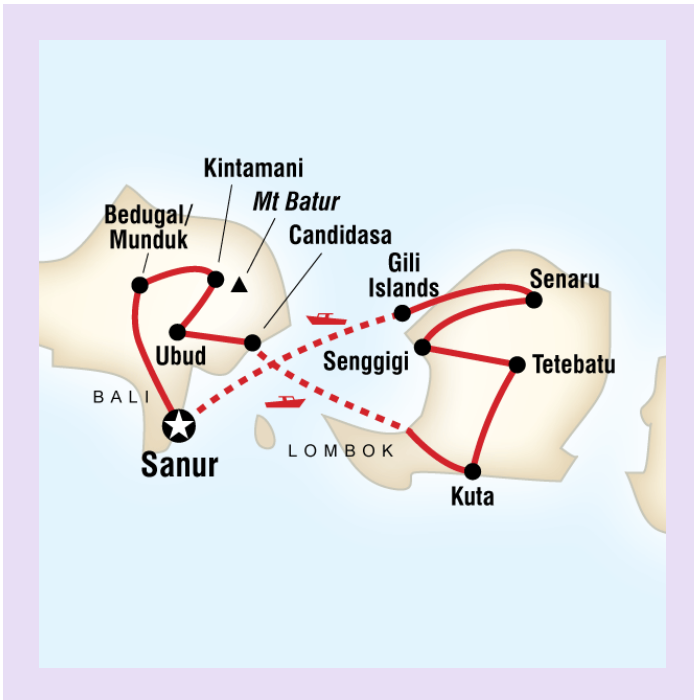 Kintamani
Mt Batur
Bedugal/
Munduk
Candidasa
Gili
Islands
Senaru
Ubud
Senggigi
Tetebatu
BALI
LOMBOK
Sanur
Kuta